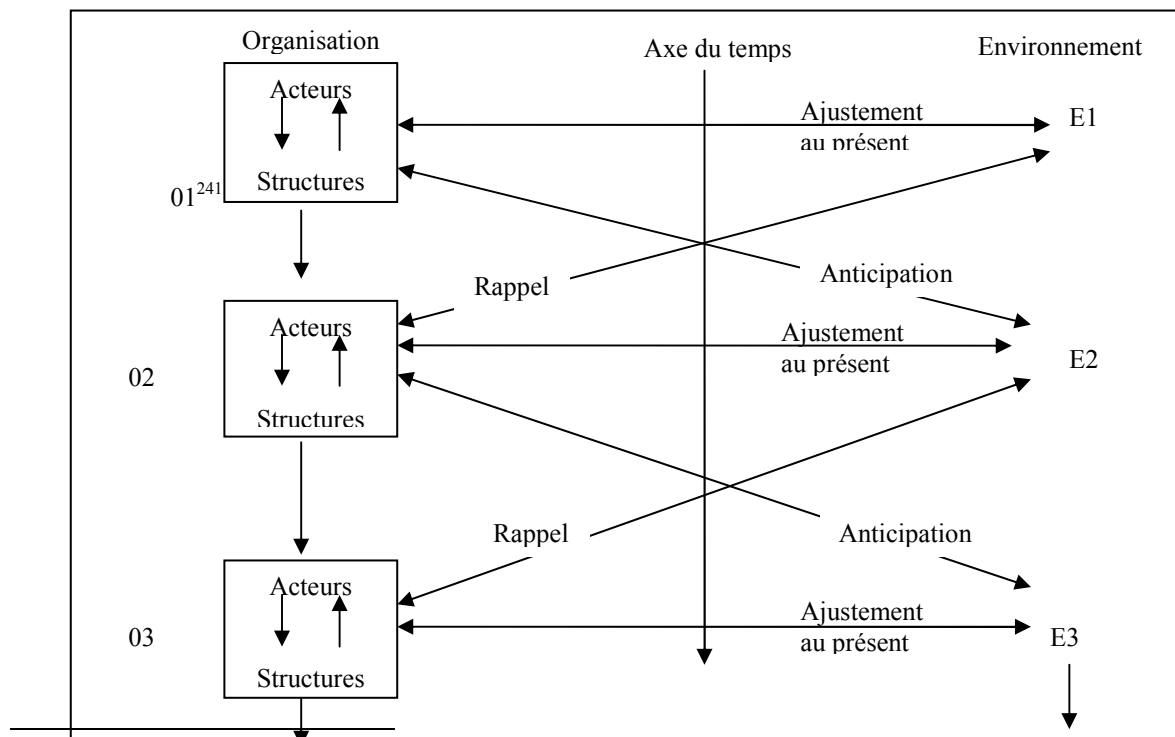 Organisation
Axe du temps
Environnement
Acteurs
Structures
01²⁴¹
Ajustement
au présent
E1
Rappel
Anticipation
Acteurs
Structures
02
Ajustement
au présent
E2
Rappel
Anticipation
Acteurs
Structures
03
Ajustement
au présent
E3